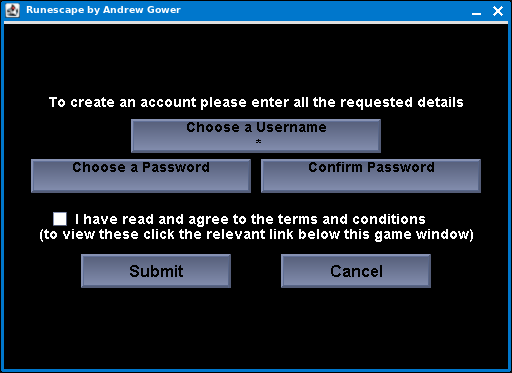 Runescape by Andrew Gower
To create an account please enter all the requested details
Choose a Username
*
Choose a Password
Confirm Password
I have read and agree to the terms and conditions
(to view these click the relevant link below this game window)
Submit
Cancel